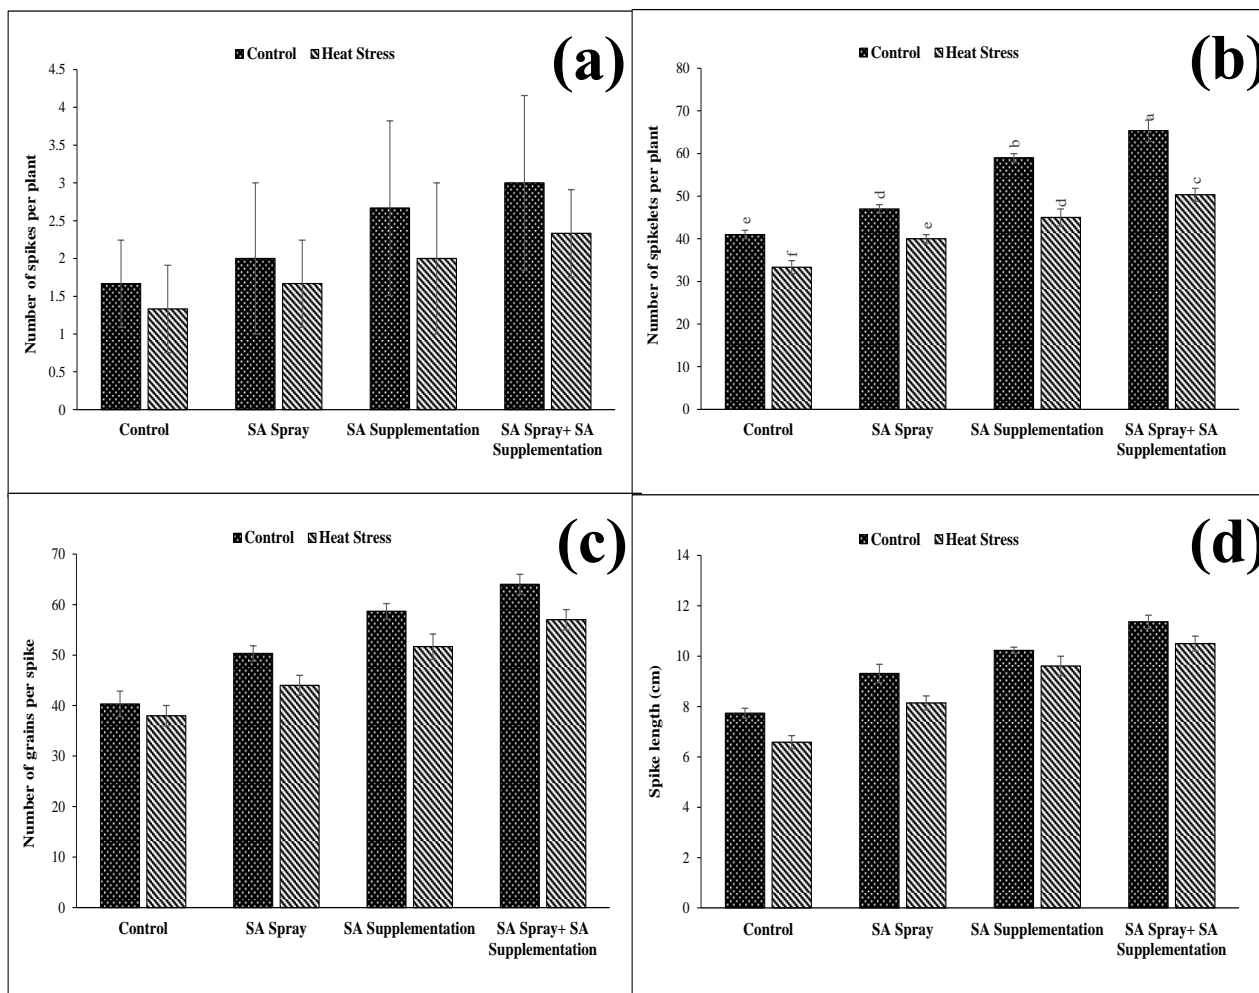 (a)
Control Heat Stress
Number of spikes per plant
4.5
4
3.5
3
2.5
2
1.5
1
0.5
0
Control SA Spray SA Supplementation SA Spray+ SA
Supplementation
(b)
Control Heat Stress
Number of spikelets per plant
80
70
60
50
40
30
20
10
0
e f d e b d a c
Control SA Spray SA Supplementation SA Spray+ SA
Supplementation
(c)
Control Heat Stress
Number of grains per spike
70
60
50
40
30
20
10
0
Control SA Spray SA Supplementation SA Spray+ SA
Supplementation
(d)
Control Heat Stress
Spike length (cm)
14
12
10
8
6
4
2
0
Control SA Spray SA Supplementation SA Spray+ SA
Supplementation